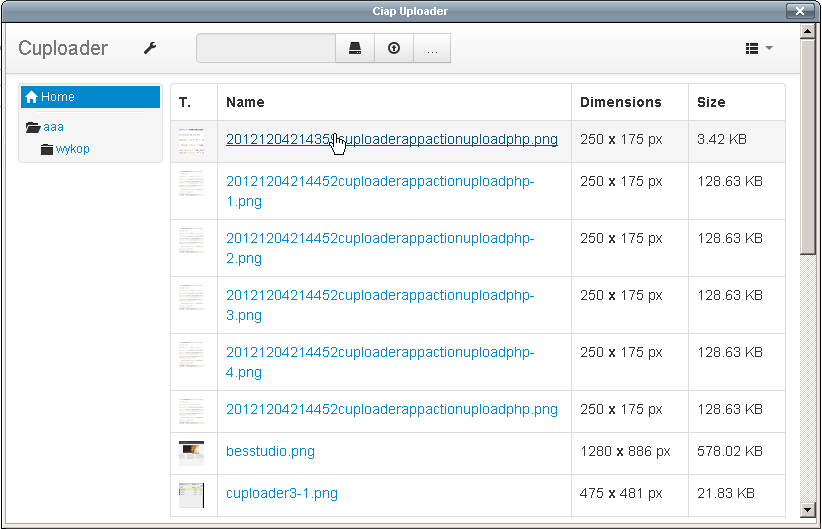 Ciap Uploader
Cuploader
...
Home
aaa
wykop
T. Name Dimensions Size
20121204214359cuploaderappactionuploadphp.png 250 x 175 px 3.42 KB
20121204214452cuploaderappactionuploadphp-
1.png 250 x 175 px 128.63 KB
20121204214452cuploaderappactionuploadphp-
2.png 250 x 175 px 128.63 KB
20121204214452cuploaderappactionuploadphp-
3.png 250 x 175 px 128.63 KB
20121204214452cuploaderappactionuploadphp-
4.png 250 x 175 px 128.63 KB
20121204214452cuploaderappactionuploadphp.png 250 x 175 px 128.63 KB
besstudio.png 1280 x 886 px 578.02 KB
cuploader3-1.png 475 x 481 px 21.83 KB